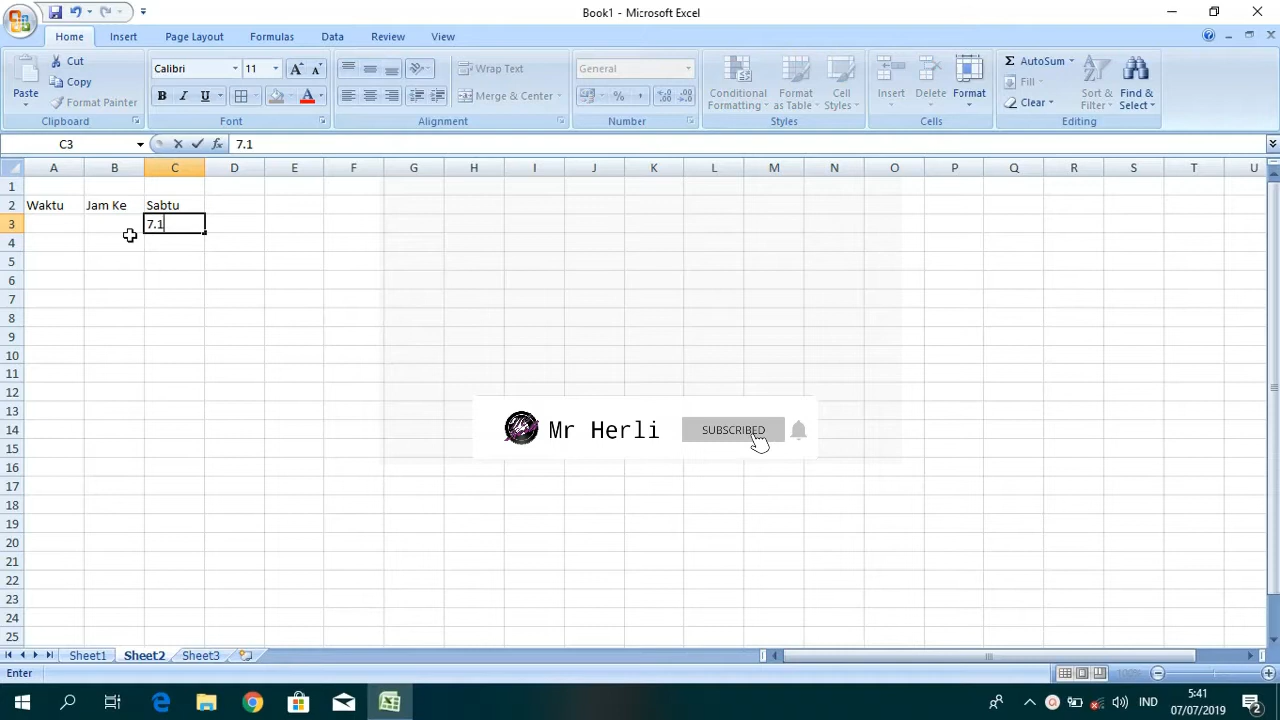 Book1 - Microsoft Excel
Home Insert Page Layout Formulas Data Review View
Paste Cut Copy Format Painter Clipboard
Calibri 11 B I U A A A Font
Wrap Text Merge & Center Alignment
General % , Number
Conditional Formatting Format as Table Cell Styles Styles
Insert Delete Format Cells
Σ AutoSum Fill Clear Sort & Filter Find & Select Editing
C3 fx 7.1
A B C D E F G H I J K L M N O P Q R S T U
1
2 Waktu Jam Ke Sabtu
3 7.1
4
5
6
7
8
9
10
11
12
13
14
15
16
17
18
19
20
21
22
23
24
25
Mr Herli SUBSCRIBED
Sheet1 Sheet2 Sheet3
Enter 100%
IND 5:41
07/07/2019 2